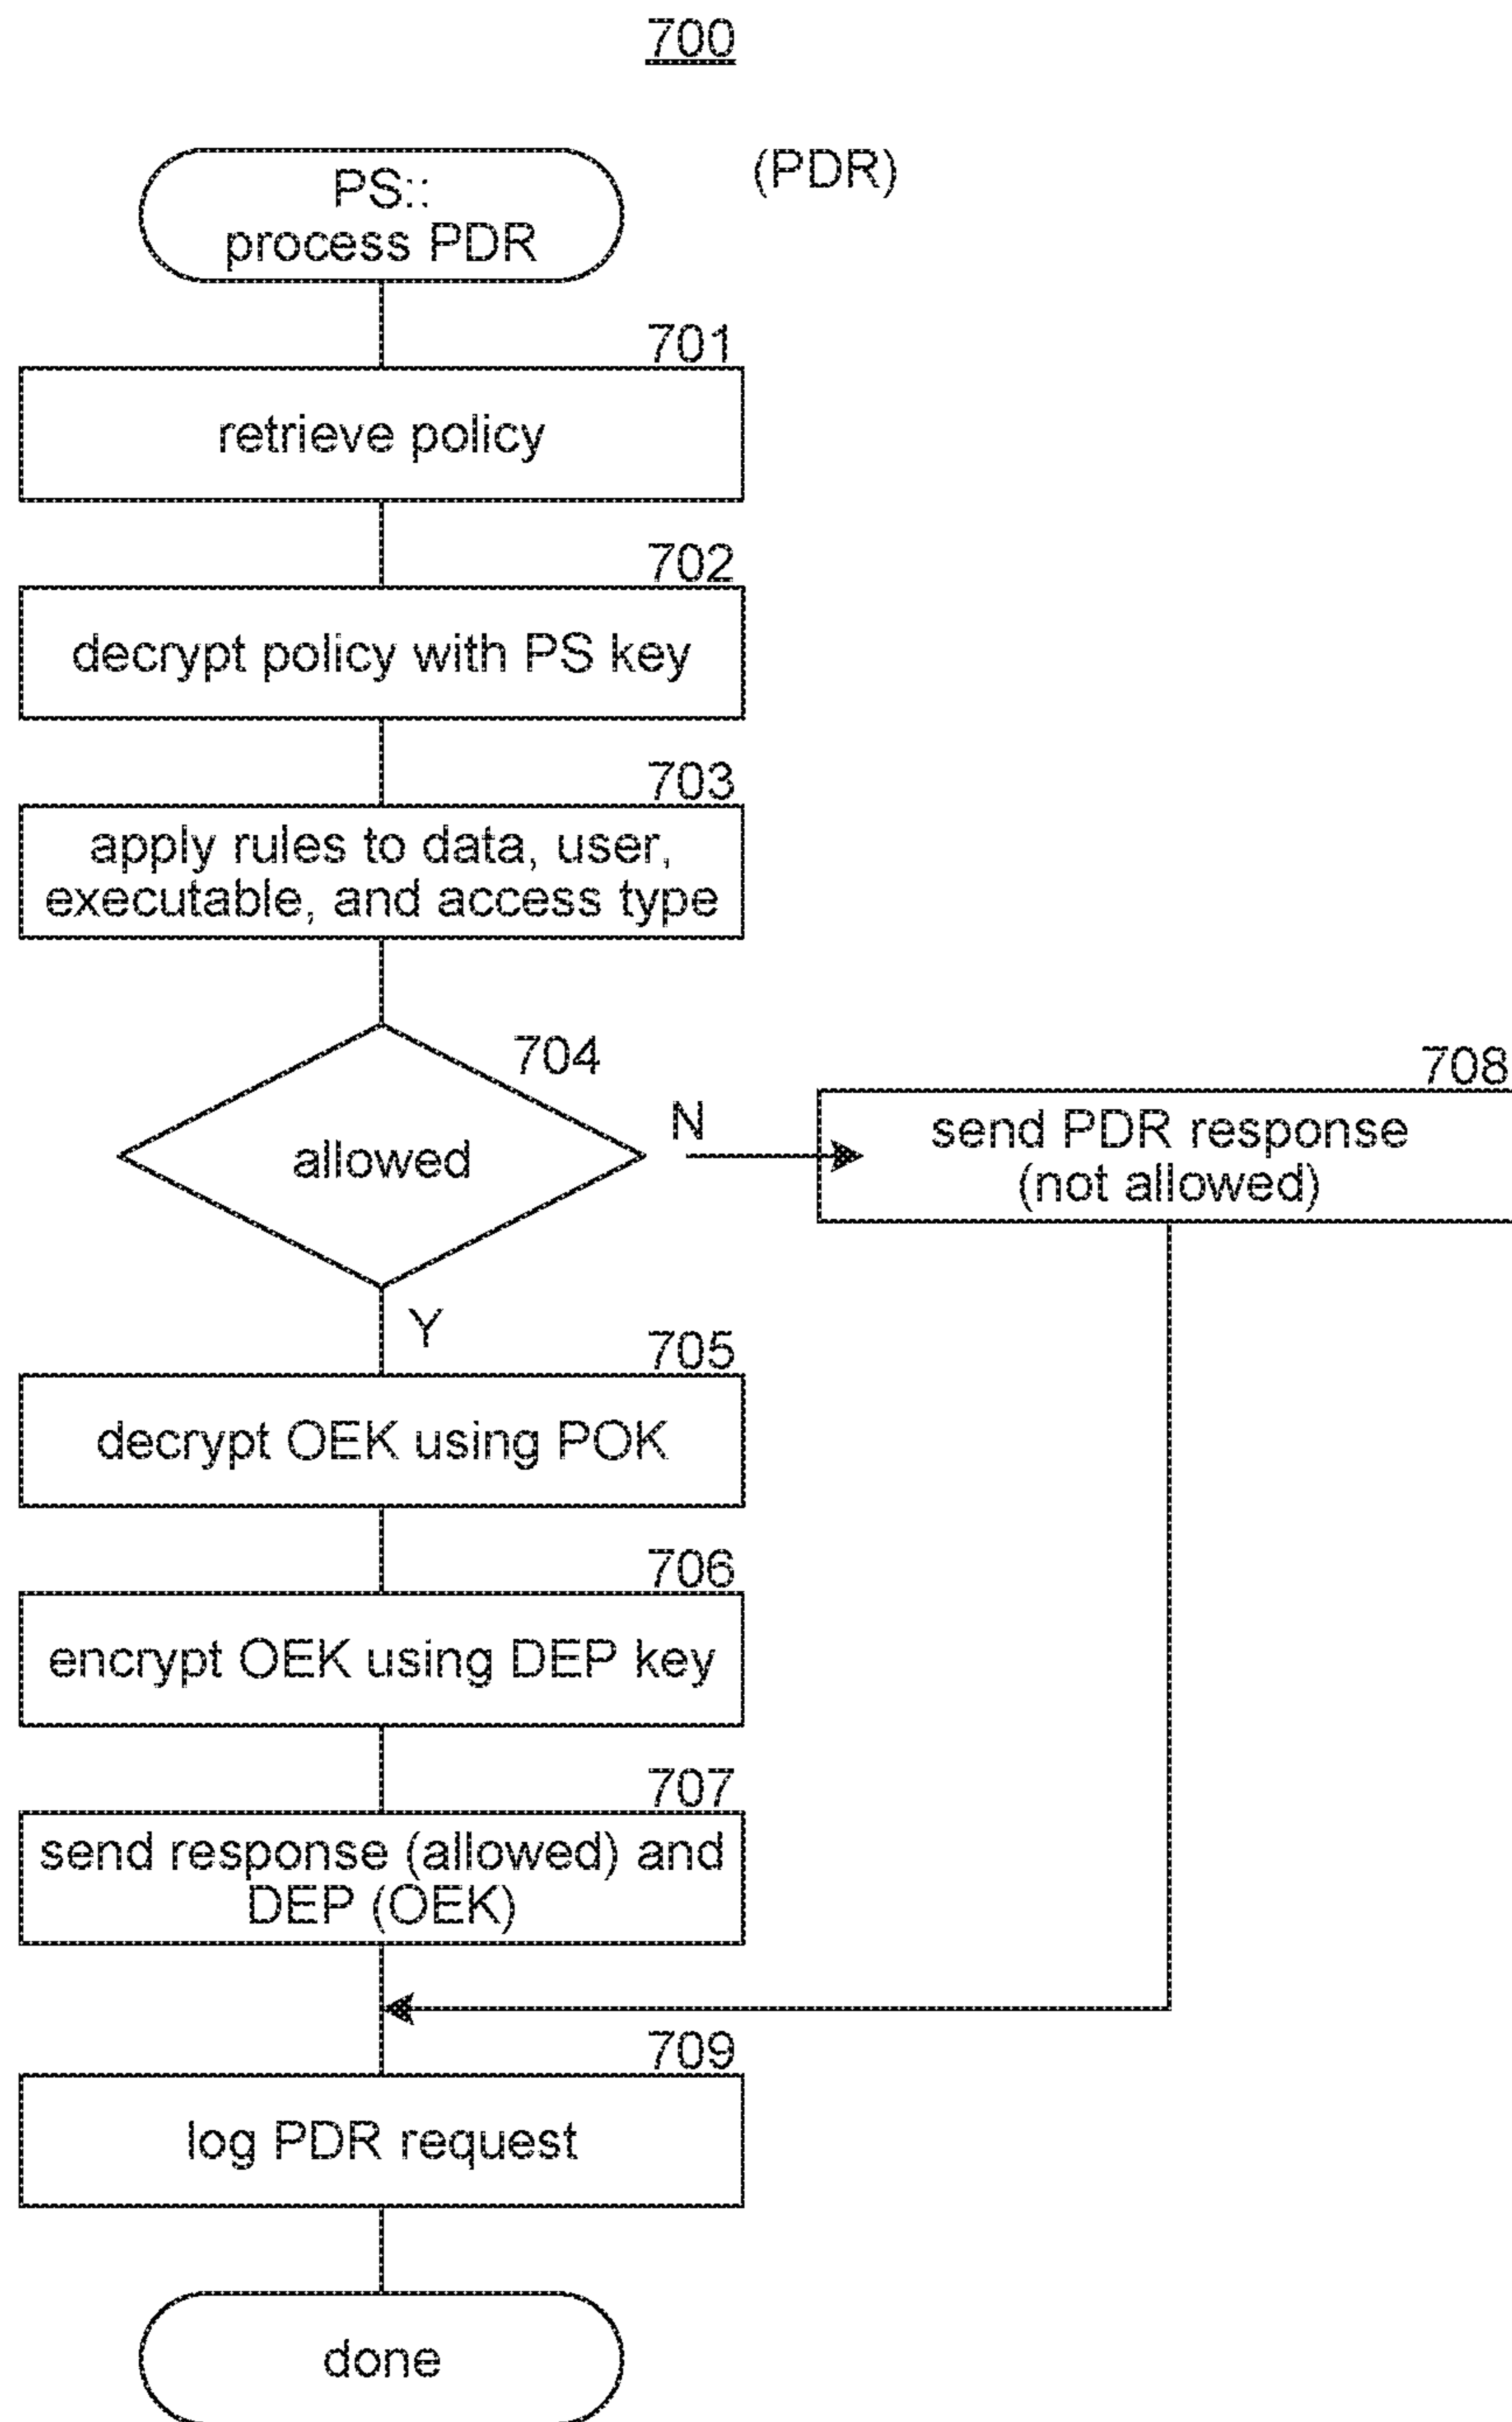 700
PS::
process PDR
(PDR)
701
retrieve policy
702
decrypt policy with PS key
703
apply rules to data, user,
executable, and access type
704
allowed
N
708
send PDR response
(not allowed)
Y
705
decrypt OEK using POK
706
encrypt OEK using DEP key
707
send response (allowed) and
DEP (OEK)
709
log PDR request
done